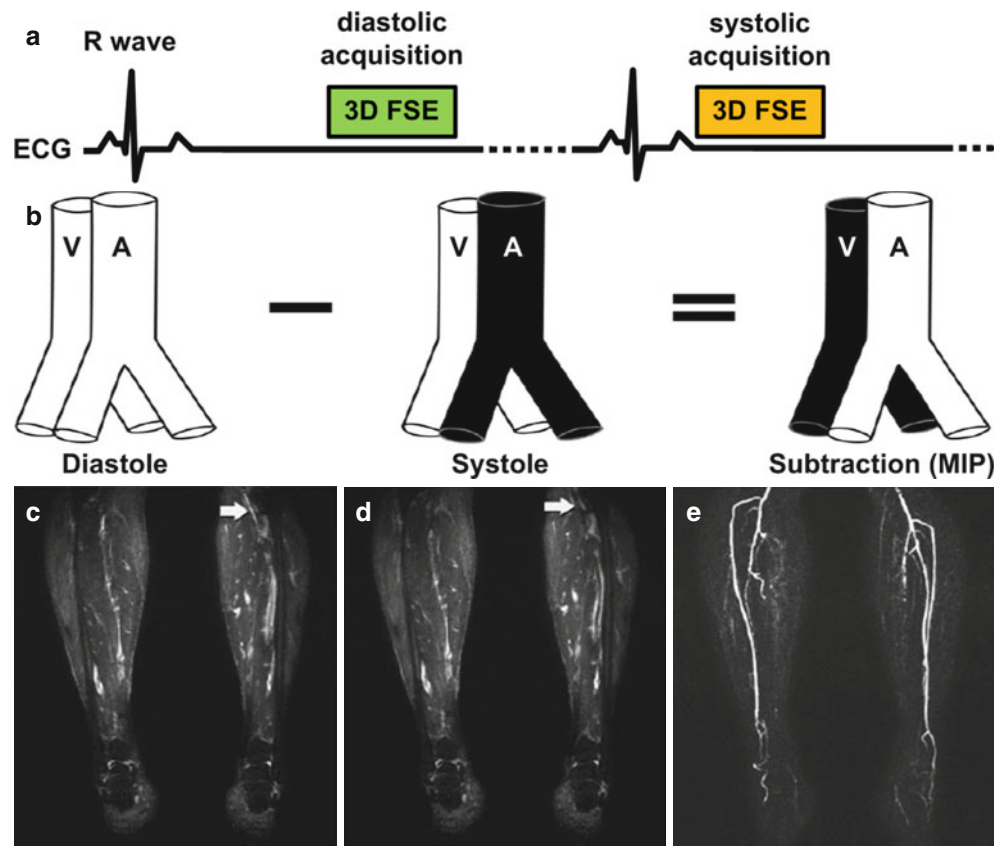 a
R wave
diastolic
acquisition
systolic
acquisition
3D FSE
3D FSE
ECG
b
V A
V A
V A
Diastole
Systole
Subtraction (MIP)
c
d
e